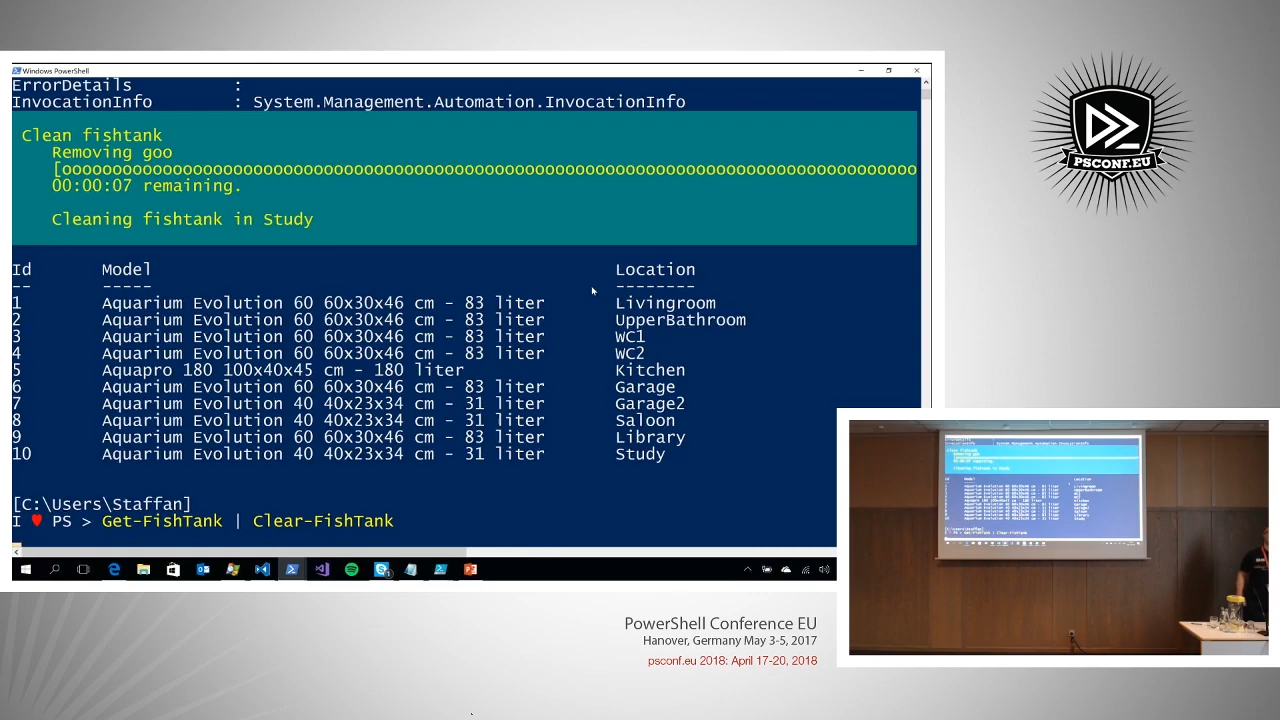 Windows PowerShell
ErrorDetails :
InvocationInfo : System.Management.Automation.InvocationInfo
Clean fishtank
Removing goo
[oooooooooooooooooooooooooooooooooooooooooooooooooooooooooooooooooooooooooooooooooooo
00:00:07 remaining.
Cleaning fishtank in Study
Id Model Location
-- ----- --------
1 Aquarium Evolution 60 60x30x46 cm - 83 liter Livingroom
2 Aquarium Evolution 60 60x30x46 cm - 83 liter UpperBathroom
3 Aquarium Evolution 60 60x30x46 cm - 83 liter WC1
4 Aquarium Evolution 60 60x30x46 cm - 83 liter WC2
5 Aquapro 180 100x40x45 cm - 180 liter Kitchen
6 Aquarium Evolution 60 60x30x46 cm - 83 liter Garage
7 Aquarium Evolution 40 40x23x34 cm - 31 liter Garage2
8 Aquarium Evolution 40 40x23x34 cm - 31 liter Saloon
9 Aquarium Evolution 60 60x30x46 cm - 83 liter Library
10 Aquarium Evolution 40 40x23x34 cm - 31 liter Study
[C:\Users\Staffan]
I ♥ PS > Get-FishTank | Clear-FishTank
PSCONF.EU
PowerShell Conference EU
Hanover, Germany May 3-5, 2017
psconf.eu 2018: April 17-20, 2018